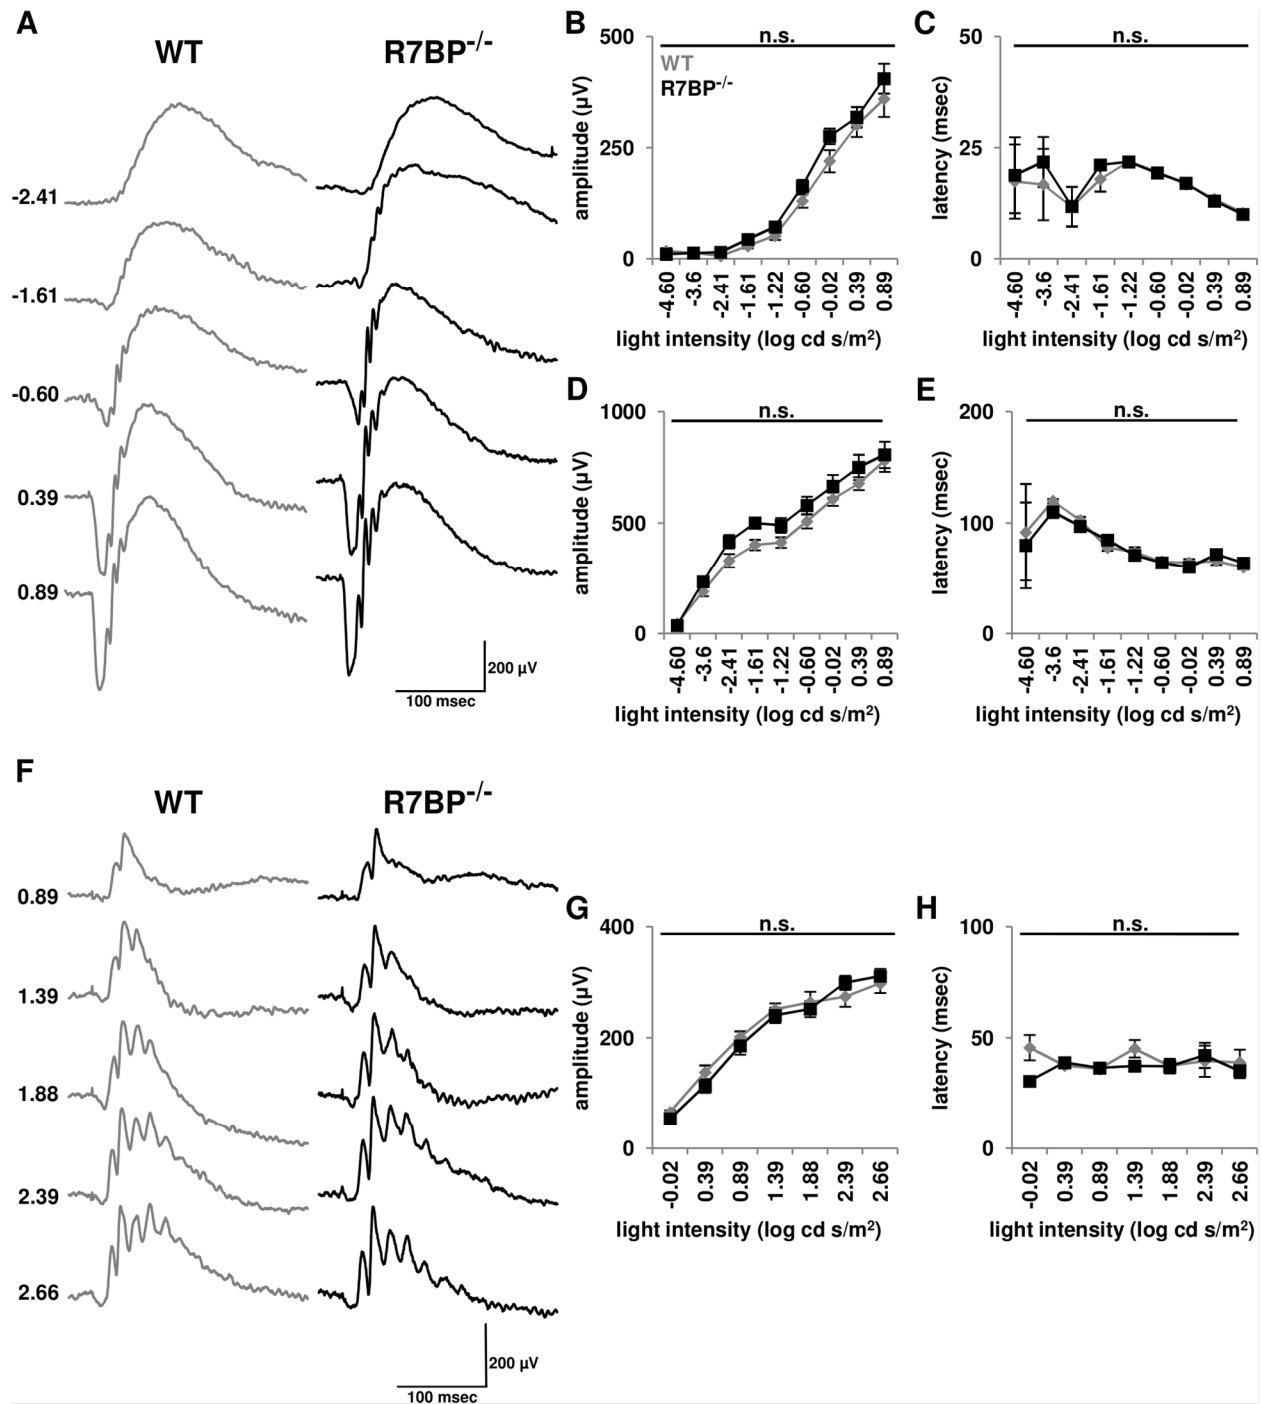 A
WT
R7BP-/-
-2.41
-1.61
-0.60
0.39
0.89
200 µV
100 msec
B
n.s.
WT
R7BP-/-
500
250
0
amplitude (µV)
-4.60
-3.6
-2.41
-1.61
-1.22
-0.60
-0.02
0.39
0.89
light intensity (log cd s/m2)
C
n.s.
50
25
0
latency (msec)
-4.60
-3.6
-2.41
-1.61
-1.22
-0.60
-0.02
0.39
0.89
light intensity (log cd s/m2)
D
n.s.
1000
500
0
amplitude (µV)
-4.60
-3.6
-2.41
-1.61
-1.22
-0.60
-0.02
0.39
0.89
light intensity (log cd s/m2)
E
n.s.
200
100
0
latency (msec)
-4.60
-3.6
-2.41
-1.61
-1.22
-0.60
-0.02
0.39
0.89
light intensity (log cd s/m2)
F
WT
R7BP-/-
0.89
1.39
1.88
2.39
2.66
200 µV
100 msec
G
n.s.
400
200
0
amplitude (µV)
-0.02
0.39
0.89
1.39
1.88
2.39
2.66
light intensity (log cd s/m2)
H
n.s.
100
50
0
latency (msec)
-0.02
0.39
0.89
1.39
1.88
2.39
2.66
light intensity (log cd s/m2)